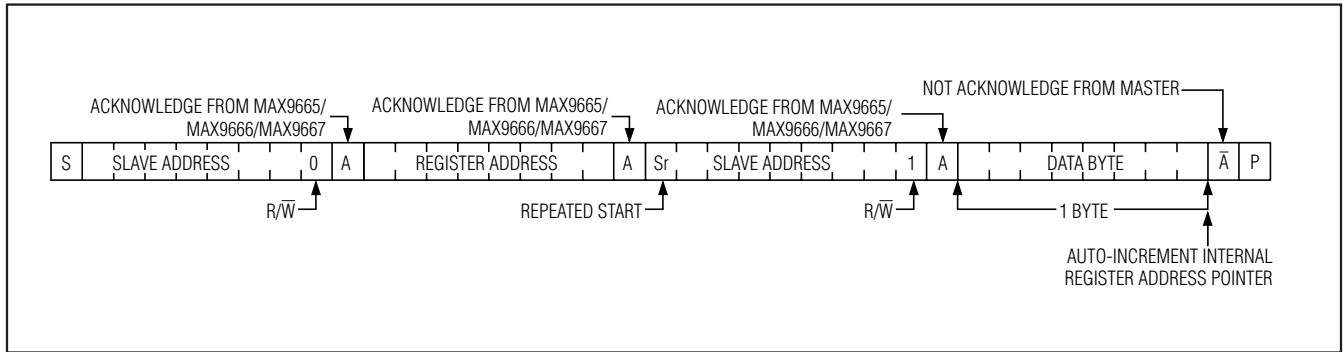 NOT ACKNOWLEDGE FROM MASTER
ACKNOWLEDGE FROM MAX9665/
MAX9666/MAX9667
ACKNOWLEDGE FROM MAX9665/
MAX9666/MAX9667
ACKNOWLEDGE FROM MAX9665/
MAX9666/MAX9667
S SLAVE ADDRESS 0 A REGISTER ADDRESS A Sr SLAVE ADDRESS 1 A DATA BYTE A̅ P
R/W̅
REPEATED START
R/W̅
1 BYTE
AUTO-INCREMENT INTERNAL
REGISTER ADDRESS POINTER